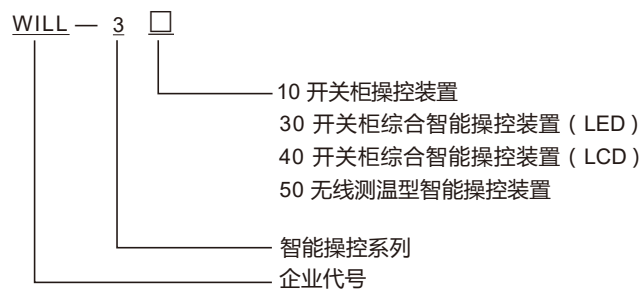 WILL — 3 □
10 开关柜操控装置
30 开关柜综合智能操控装置 ( LED )
40 开关柜综合智能操控装置 ( LCD )
50 无线测温型智能操控装置
智能操控系列
企业代号